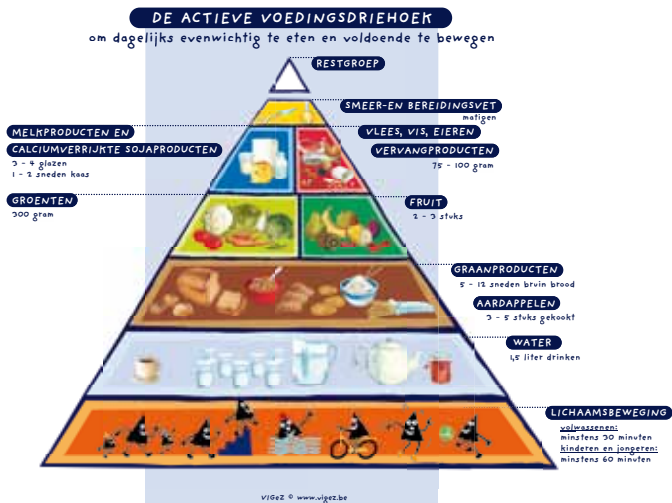 DE ACTIEVE VOEDINGSDRIEHOEK
om dagelijks evenwichtig te eten en voldoende te bewegen
RESTGROEP
SMEER-EN BEREIDINGSVET
matigen
MELKPRODUCTEN EN
CALCIUMVERRIJKTE SOJAPRODUCTEN
3 - 4 glazen
1 - 2 sneden kaas
VLEES, VIS, EIEREN
VERVANGPRODUCTEN
75 - 100 gram
GROENTEN
300 gram
FRUIT
2 - 3 stuks
GRAANPRODUCTEN
5 - 12 sneden bruin brood
AARDAPPELEN
3 - 5 stuks gekookt
WATER
1,5 liter drinken
LICHAAMSBEWEGING
volwassenen:
minstens 30 minuten
kinderen en jongeren:
minstens 60 minuten
VIGeZ © www.vigez.be